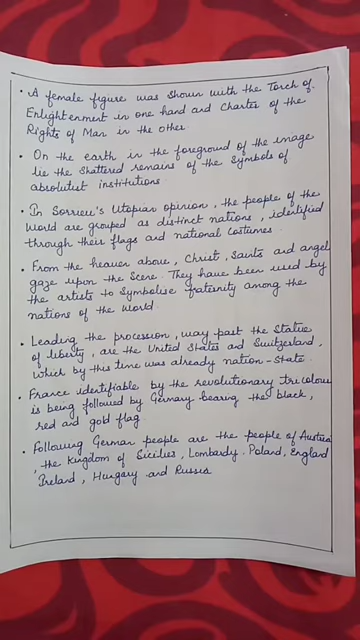 • A female figure was shown with the Torch of
Enlightenment in one hand and Charter of the
Rights of Man in the other
• On the earth in the foreground of the image
lie the shattered remains of the symbols of
absolutist institutions
• In Sorrieu's Utopian opinion, the people of the
world are grouped as distinct nations, identified
through their flags and national costumes.
• From the heaven above, Christ, Saints and angel
gaze upon the scene. They have been used by
the artists to symbolise fraternity among the
nations of the world.
• Leading the procession, way past the Statue
of liberty, are the United States and Switzerland,
which by this time was already nation-state.
• France identifiable by the revolutionary tricolour
is being followed by Germany bearing the black,
red and gold flag
• Following German people are the people of Austria
, the Kingdom of Sicilies, Lombardy. Poland, England
Ireland, Hungary and Russia